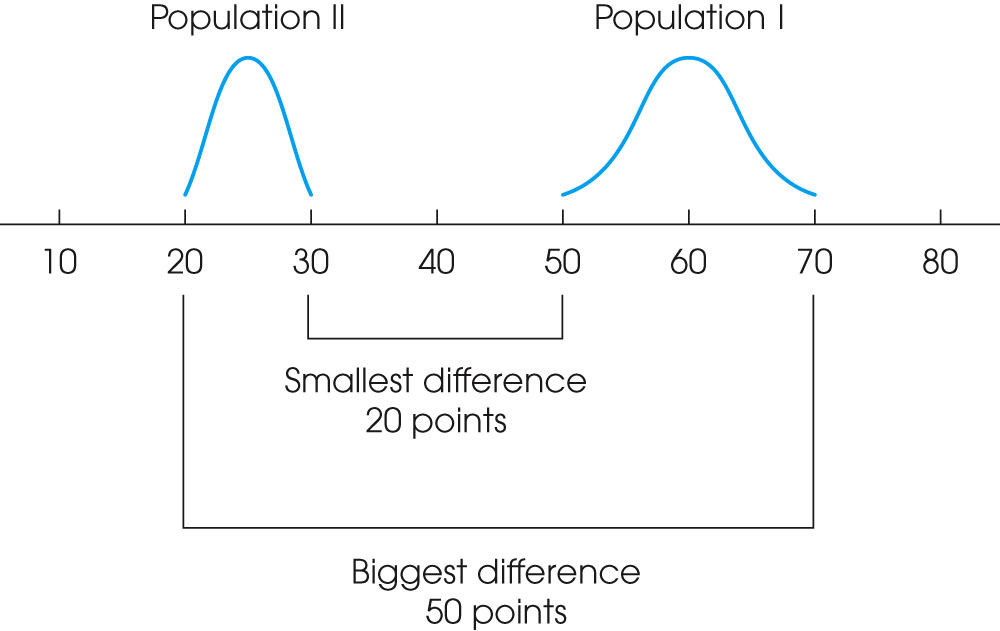 Population II Population I
10 20 30 40 50 60 70 80
Smallest difference
20 points
Biggest difference
50 points